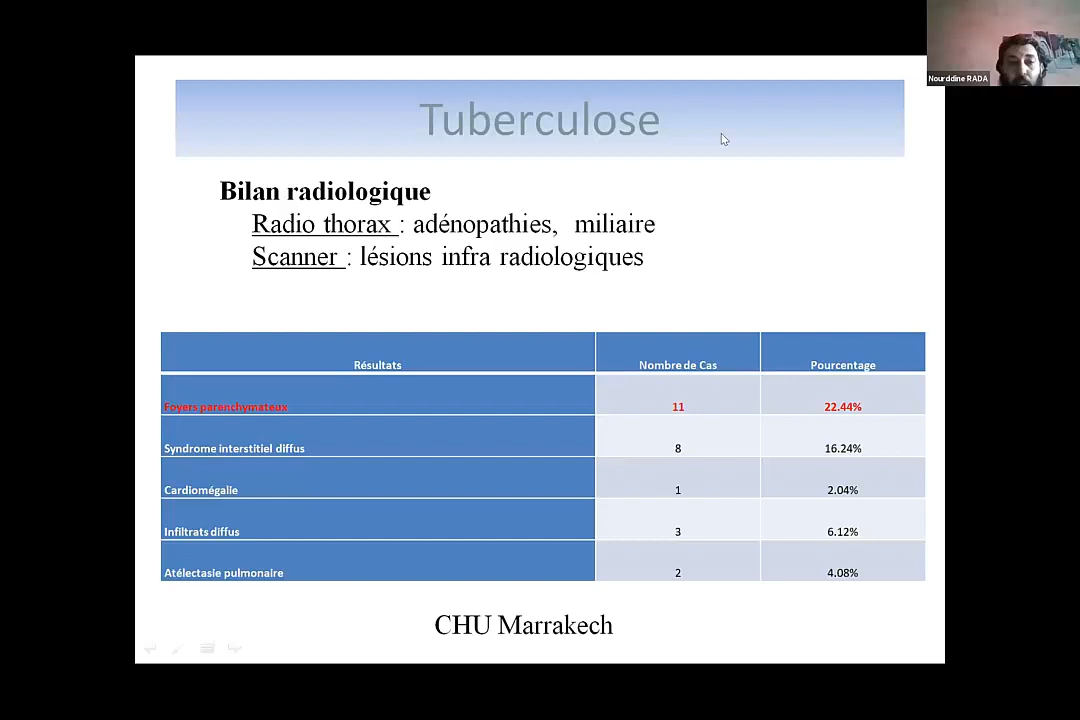 Nourddine RADA
Tuberculose
Bilan radiologique
Radio thorax : adénopathies, miliaire
Scanner : lésions infra radiologiques
Résultats Nombre de Cas Pourcentage
Foyers parenchymateux 11 22.44%
Syndrome interstitiel diffus 8 16.24%
Cardiomégalie 1 2.04%
Infiltrats diffus 3 6.12%
Atélectasie pulmonaire 2 4.08%
CHU Marrakech